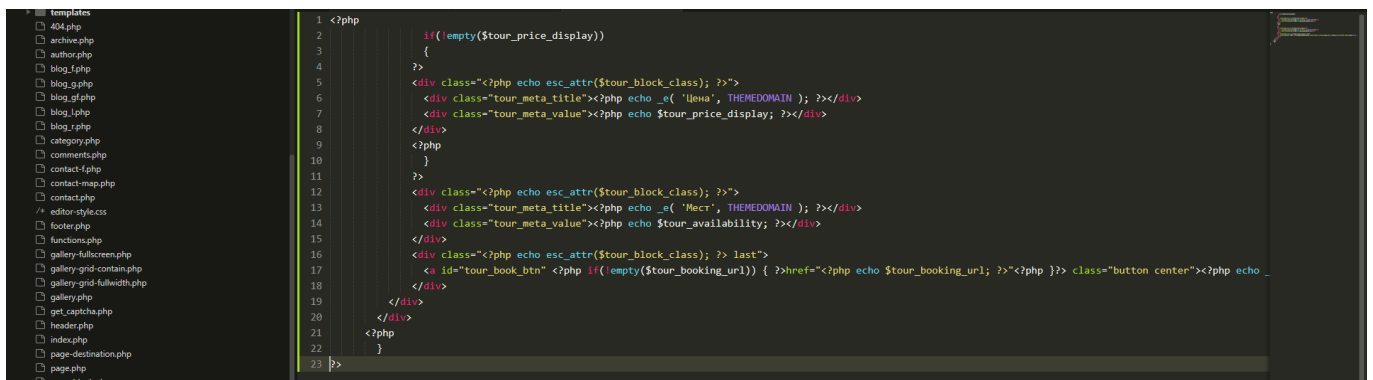 templates
404.php
archive.php
author.php
blog_f.php
blog_g.php
blog_gf.php
blog_l.php
blog_r.php
category.php
comments.php
contact-f.php
contact-map.php
contact.php
/* editor-style.css
footer.php
functions.php
gallery-fullscreen.php
gallery-grid-contain.php
gallery-grid-fullwidth.php
gallery.php
get_captcha.php
header.php
index.php
page-destination.php
page.php
1 <?php
2 if(!empty($tour_price_display))
3 {
4 ?>
5 <div class="<?php echo esc_attr($tour_block_class); ?>">
6 <div class="tour_meta_title"><?php echo _e( 'Цена', THEMEDOMAIN ); ?></div>
7 <div class="tour_meta_value"><?php echo $tour_price_display; ?></div>
8 </div>
9 <?php
10 }
11 ?>
12 <div class="<?php echo esc_attr($tour_block_class); ?>">
13 <div class="tour_meta_title"><?php echo _e( 'Мест', THEMEDOMAIN ); ?></div>
14 <div class="tour_meta_value"><?php echo $tour_availability; ?></div>
15 </div>
16 <div class="<?php echo esc_attr($tour_block_class); ?> last">
17 <a id="tour_book_btn" <?php if(!empty($tour_booking_url)) { ?>href="<?php echo $tour_booking_url; ?>"<?php }?> class="button center"><?php echo _
18 </div>
19 </div>
20 </div>
21 <?php
22 }
23 ?>